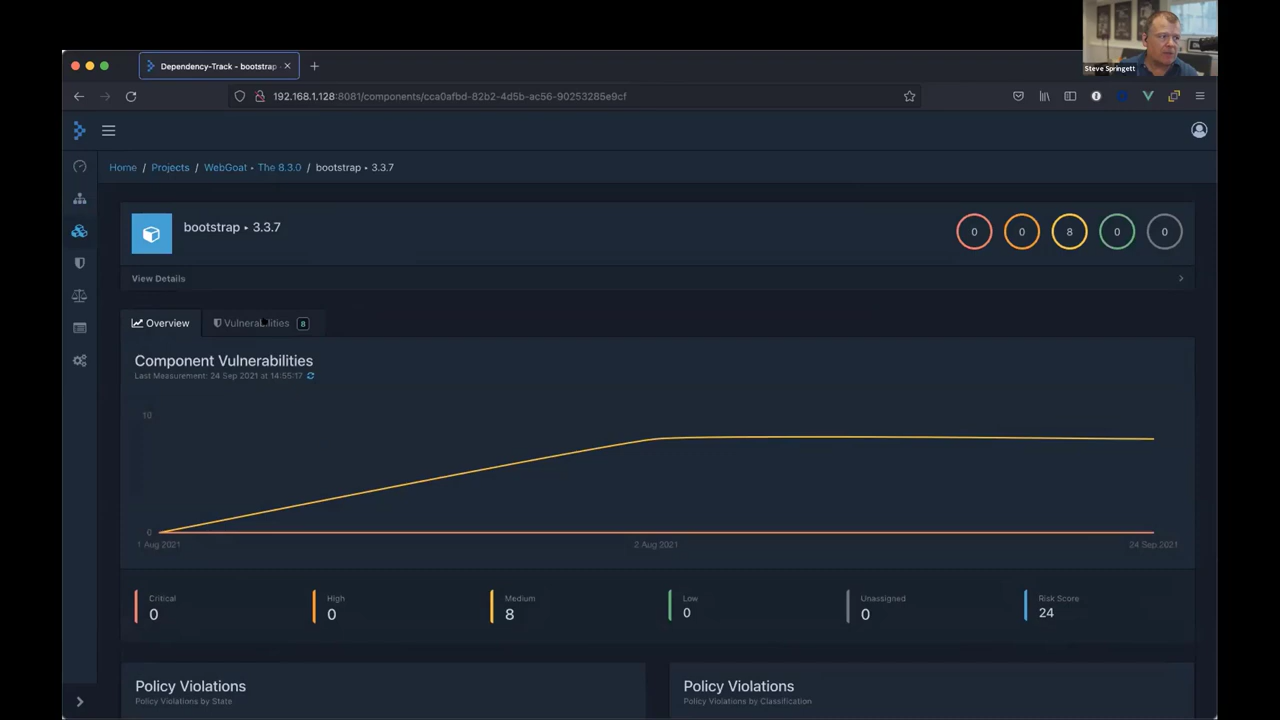 Steve Springett
Dependency-Track - bootstrap
192.168.1.128:8081/components/cca0afbd-82b2-4d5b-ac56-90253285e9cf
Home / Projects / WebGoat • The 8.3.0 / bootstrap • 3.3.7
bootstrap ▸ 3.3.7
0 0 8 0 0
View Details
Overview Vulnerabilities 8
Component Vulnerabilities
Last Measurement: 24 Sep 2021 at 14:55:17
10
0
1 Aug 2021 2 Aug 2021 24 Sep 2021
Critical High Medium Low Unassigned Risk Score
0 0 8 0 0 24
Policy Violations Policy Violations
Policy Violations by State Policy Violations by Classification